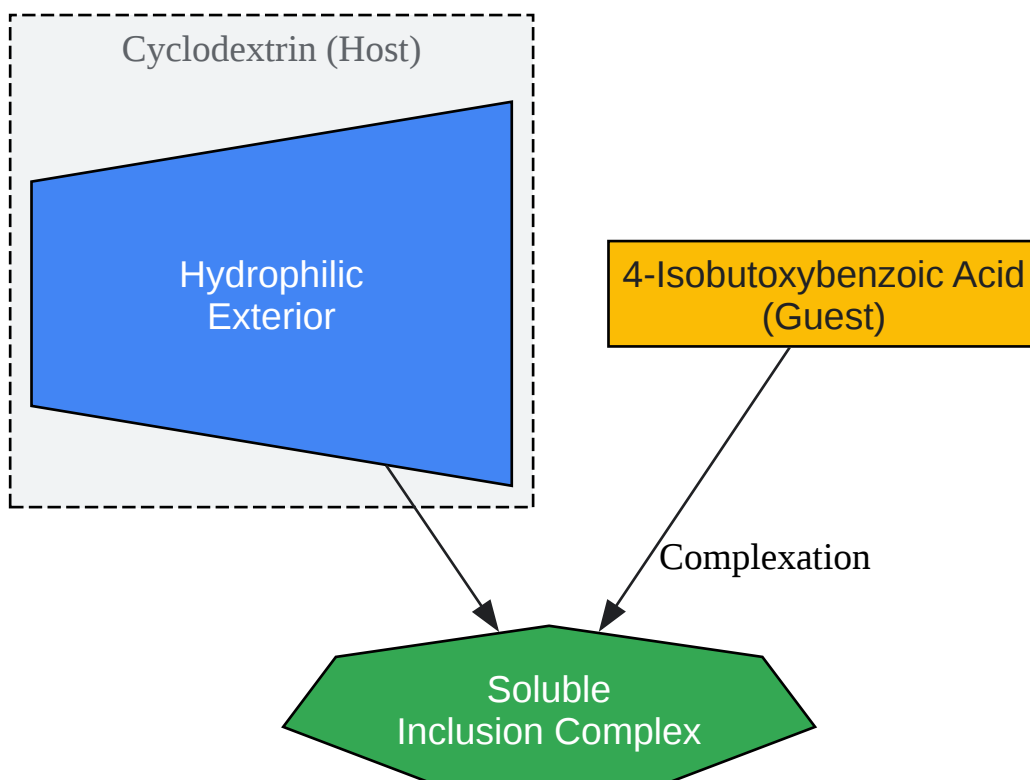 Cyclodextrin (Host)
Hydrophilic
Exterior
4-Isobutoxybenzoic Acid
(Guest)
Complexation
Soluble
Inclusion Complex